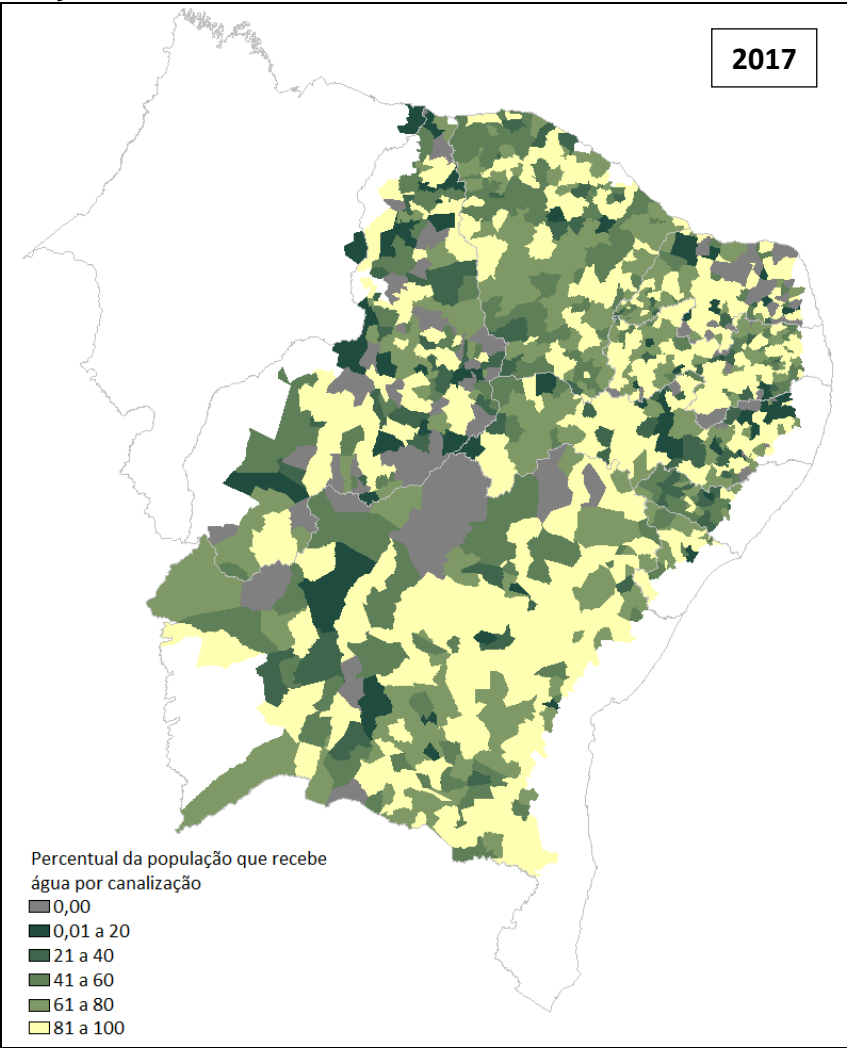 2017
Percentual da população que recebe
água por canalização
0,00
0,01 a 20
21 a 40
41 a 60
61 a 80
81 a 100